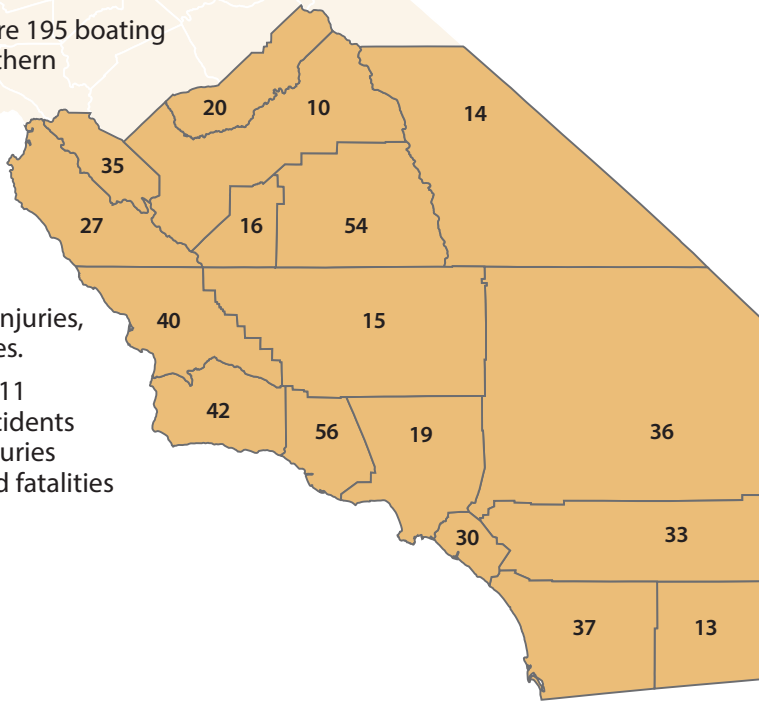 re 195 boating
thern
20
10
14
35
27
16
54
njuries,
es.
40
15
11
cidents
uries
d fatalities
42
56
19
36
30
33
37
13